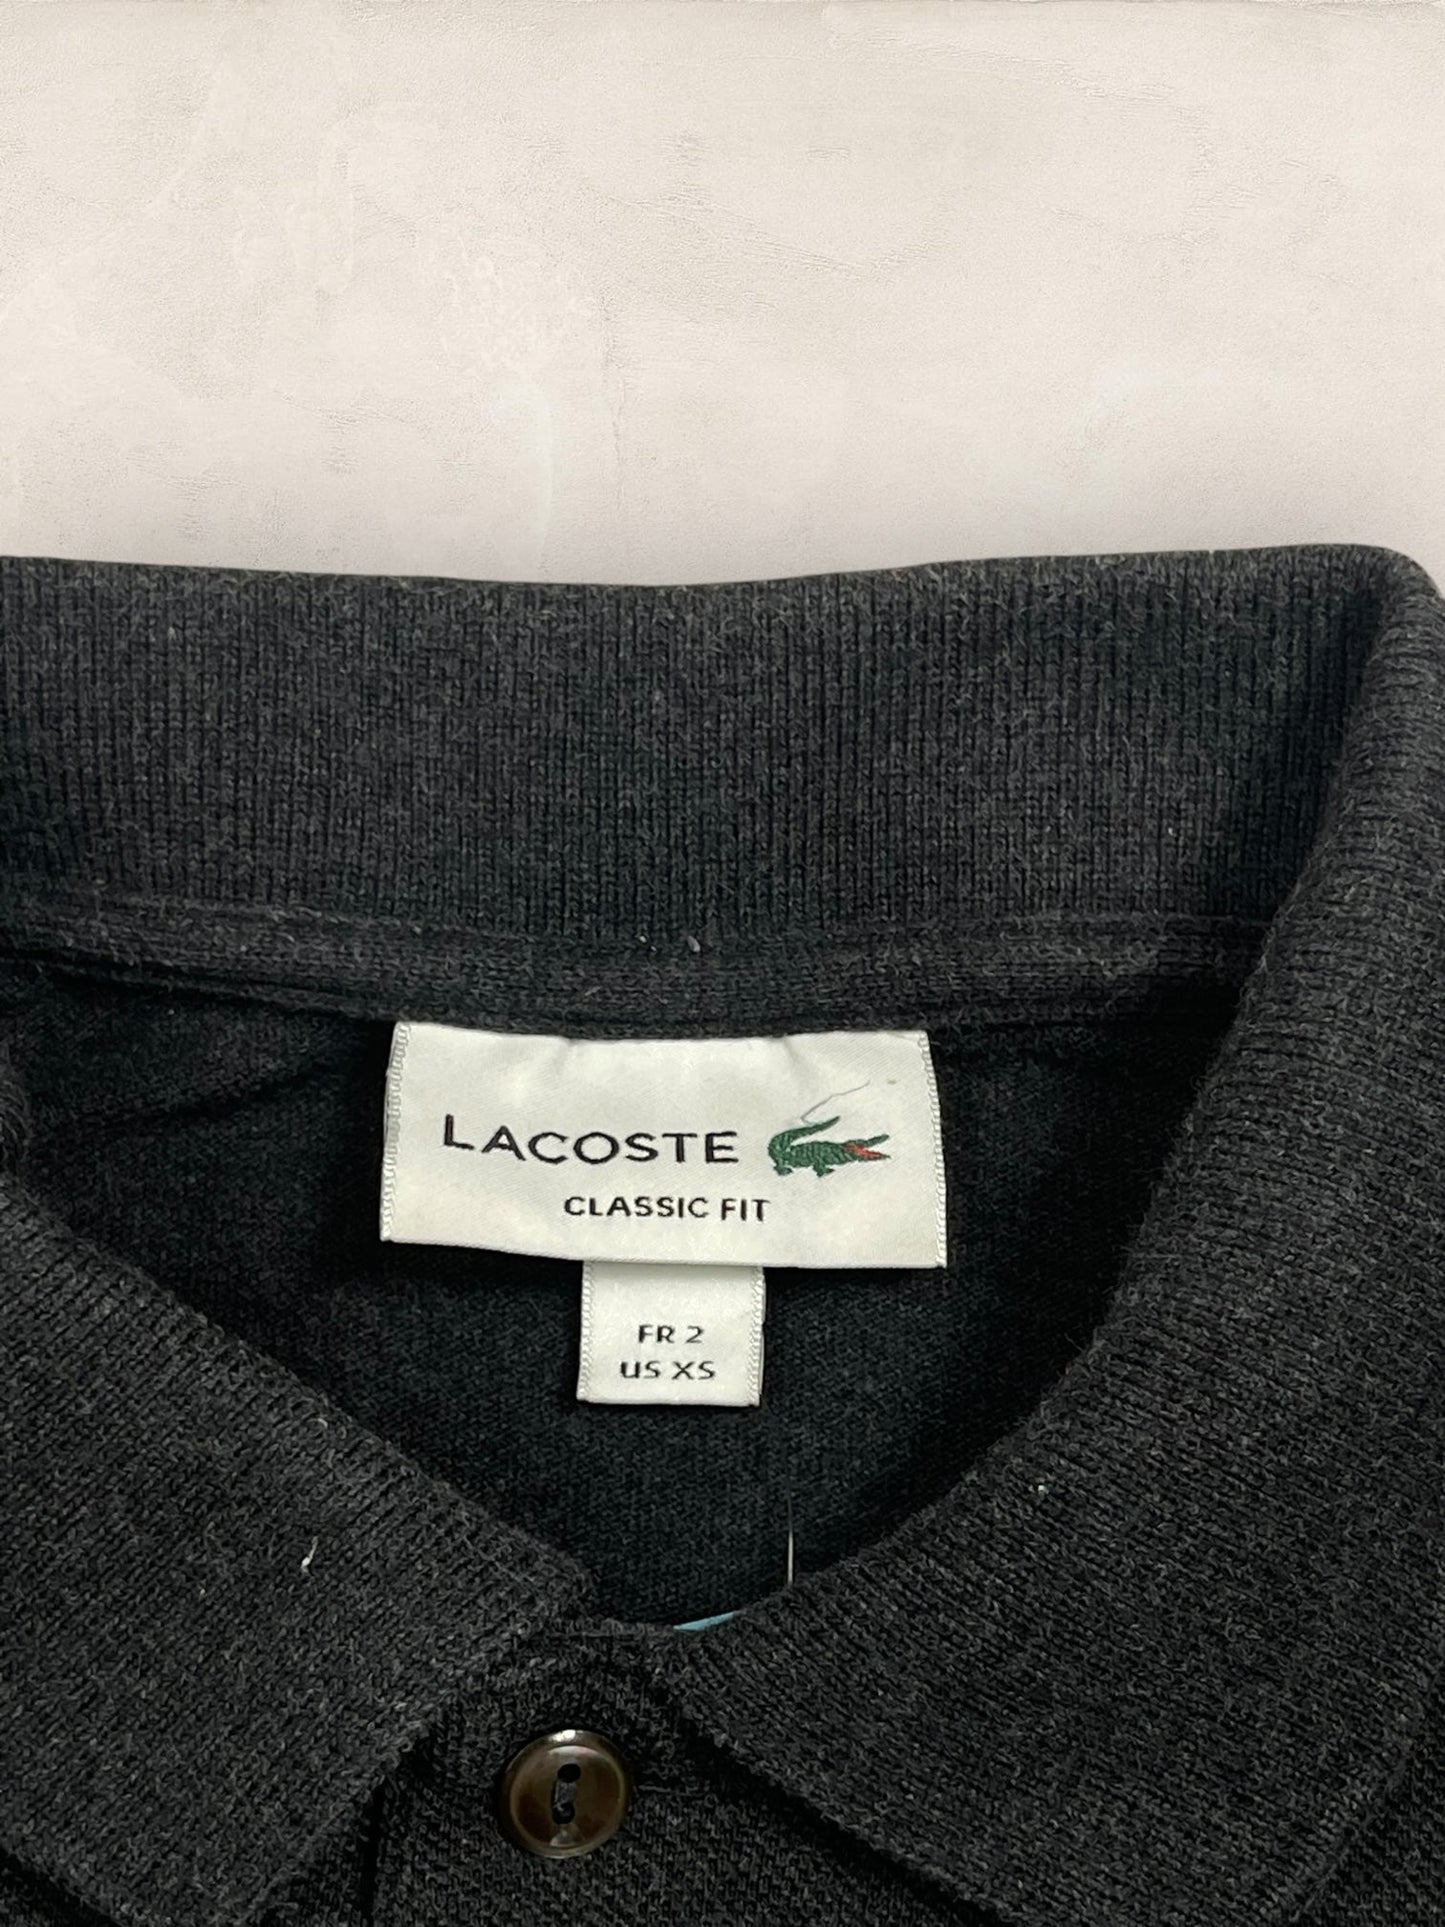 LACOSTE
CLASSIC FIT
FR 2
US XS